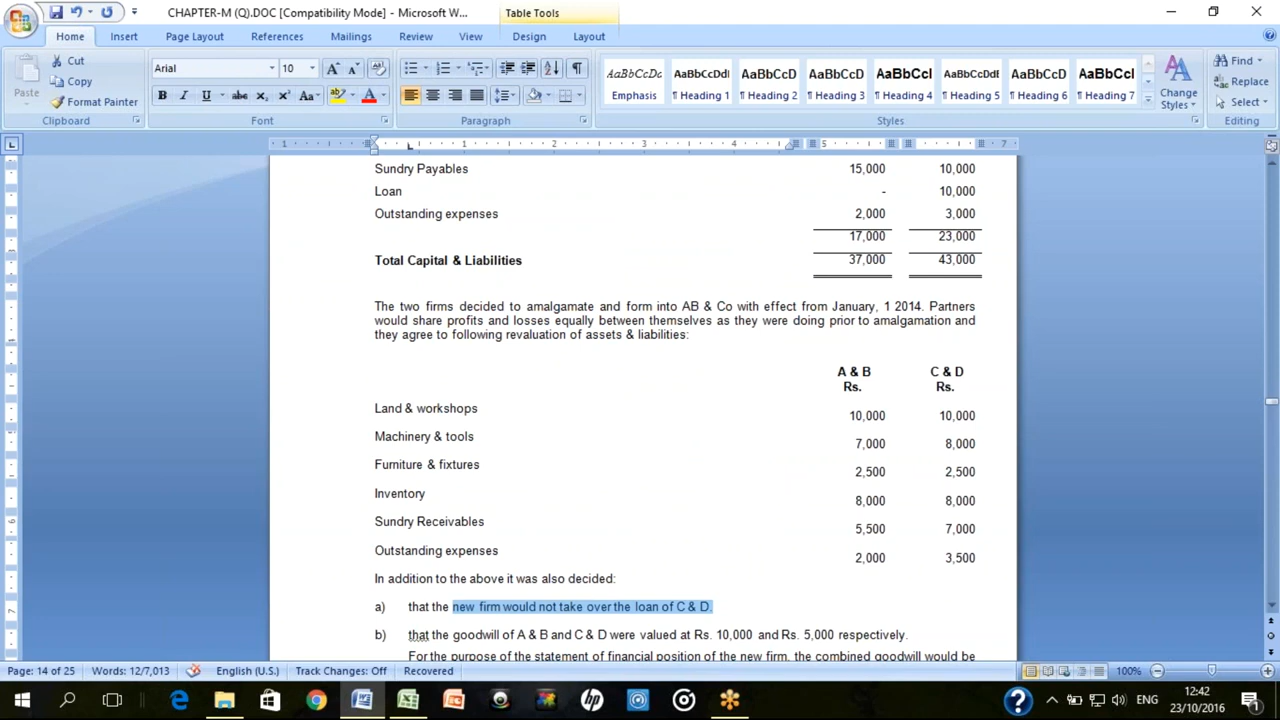 CHAPTER-M (Q).DOC [Compatibility Mode] - Microsoft W...
Table Tools
Home Insert Page Layout References Mailings Review View Design Layout
Paste
Cut
Copy
Format Painter
Clipboard
Arial 10
Font
Paragraph
AaBbCcDc AaBbCcDdI AaBbCcD AaBbCcD AaBbCcI AaBbCcDdE AaBbCcD AaBbCcI
Emphasis ¶ Heading 1 ¶ Heading 2 ¶ Heading 3 ¶ Heading 4 ¶ Heading 5 ¶ Heading 6 ¶ Heading 7
Styles
Change Styles
Find
Replace
Select
Editing
Sundry Payables 15,000 10,000
Loan - 10,000
Outstanding expenses 2,000 3,000
17,000 23,000
Total Capital & Liabilities 37,000 43,000
The two firms decided to amalgamate and form into AB & Co with effect from January, 1 2014. Partners
would share profits and losses equally between themselves as they were doing prior to amalgamation and
they agree to following revaluation of assets & liabilities:
A & B C & D
Rs. Rs.
Land & workshops 10,000 10,000
Machinery & tools 7,000 8,000
Furniture & fixtures 2,500 2,500
Inventory 8,000 8,000
Sundry Receivables 5,500 7,000
Outstanding expenses 2,000 3,500
In addition to the above it was also decided:
a) that the new firm would not take over the loan of C & D.
b) that the goodwill of A & B and C & D were valued at Rs. 10,000 and Rs. 5,000 respectively.
For the purpose of the statement of financial position of the new firm, the combined goodwill would be
Page: 14 of 25 Words: 12/7,013 English (U.S.) Track Changes: Off Recovered 100%
ENG 12:42
23/10/2016